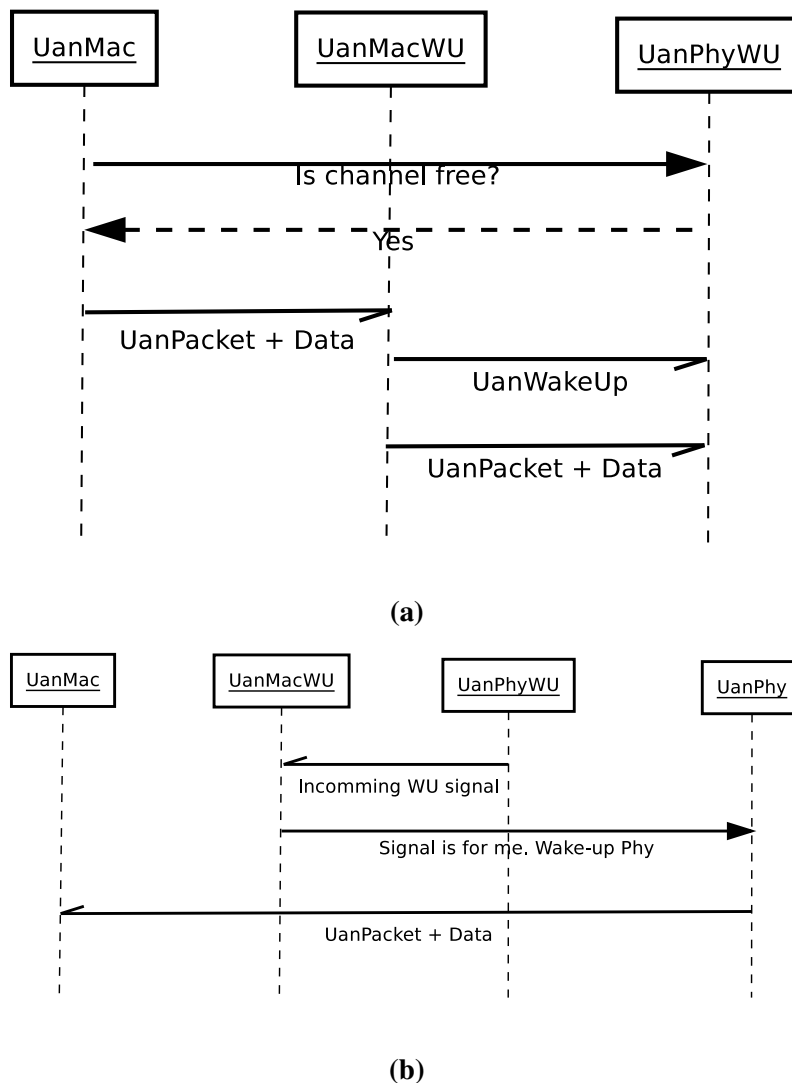 UanMac
UanMacWU
UanPhyWU
Is channel free?
Yes
UanPacket + Data
UanWakeUp
UanPacket + Data
(a)
UanMac
UanMacWU
UanPhyWU
UanPhy
Incomming WU signal
Signal is for me. Wake-up Phy
UanPacket + Data
(b)